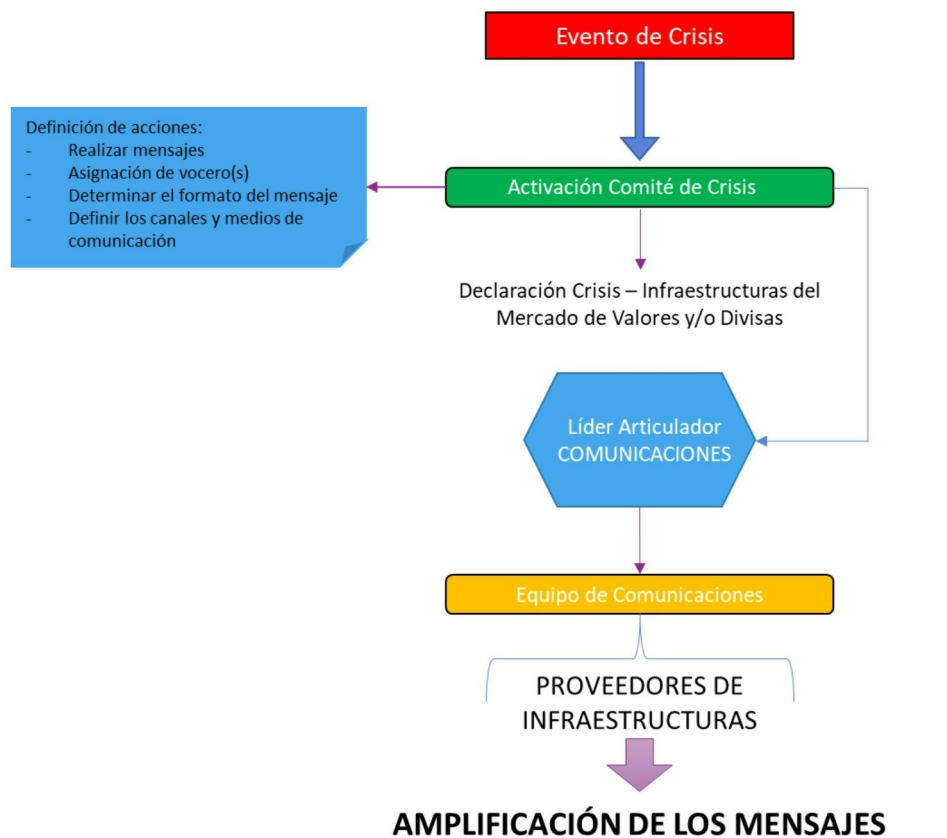 Evento de Crisis
Definición de acciones:
- Realizar mensajes
- Asignación de vocero(s)
- Determinar el formato del mensaje
- Definir los canales y medios de
comunicación
Activación Comité de Crisis
Declaración Crisis – Infraestructuras del
Mercado de Valores y/o Divisas
Líder Articulador
COMUNICACIONES
Equipo de Comunicaciones
PROVEEDORES DE
INFRAESTRUCTURAS
AMPLIFICACIÓN DE LOS MENSAJES